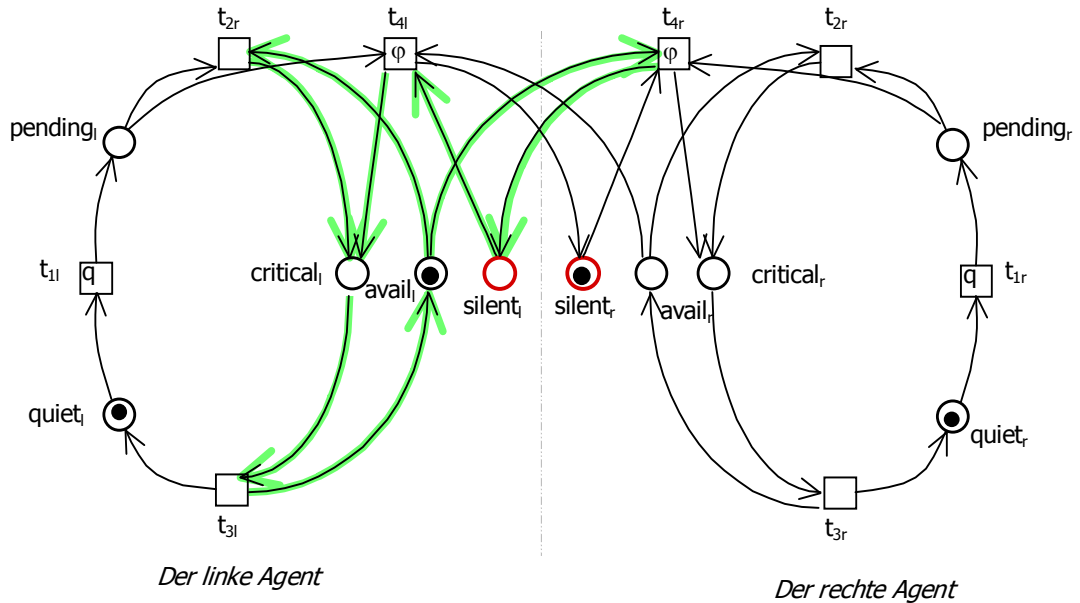 t2r t4l t4r t2r
φ φ
pendingl pendingr
t1l q q t1r
criticall availl silentl silentr availr criticalr
quietl quietr
t3l t3r
Der linke Agent Der rechte Agent